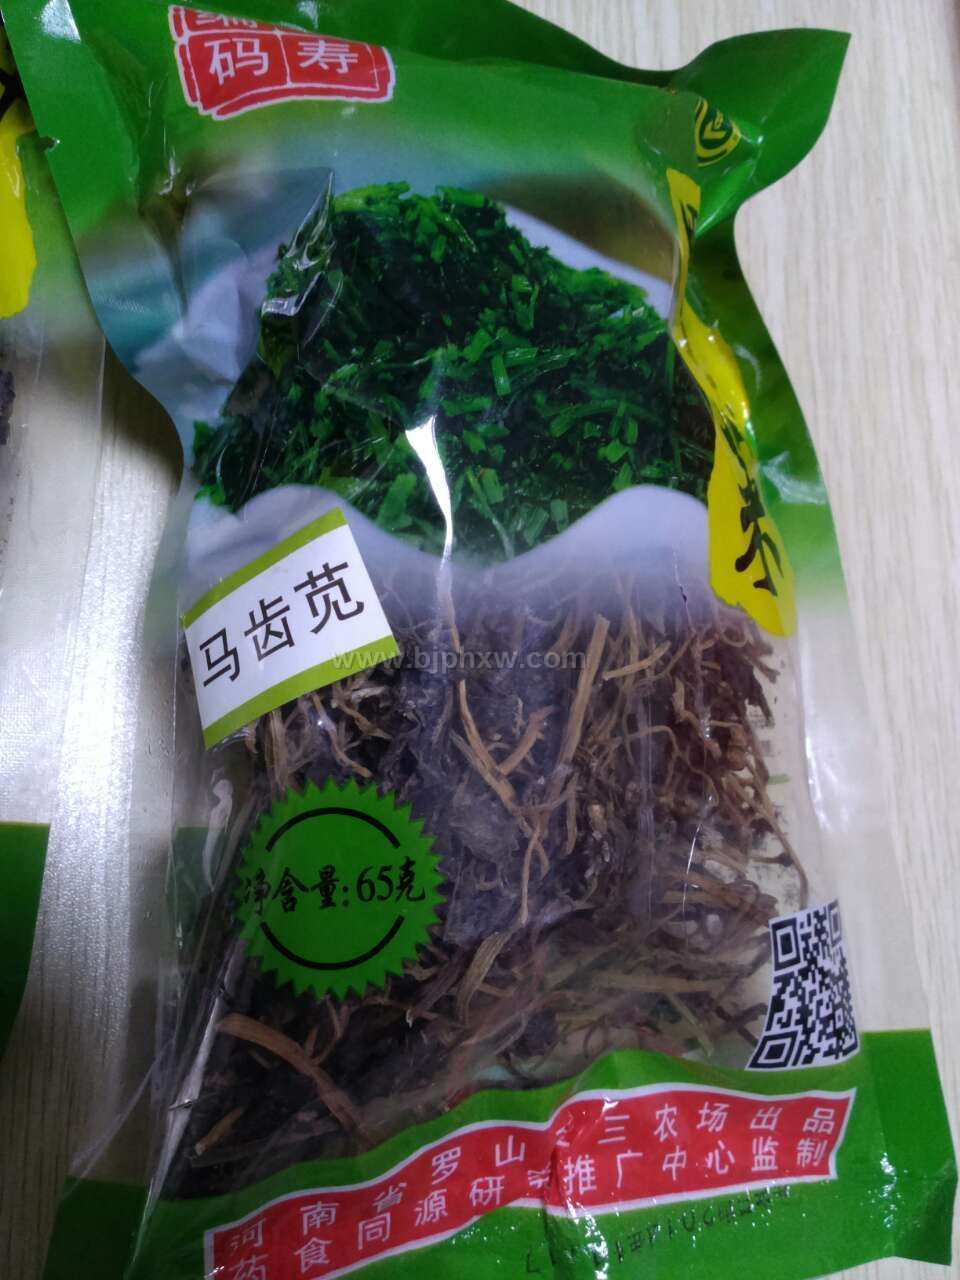 码寿
菜
马齿苋
www.bjphxw.com
净含量:65克
河南省罗山 三农场出品
药食同源研 推广中心监制